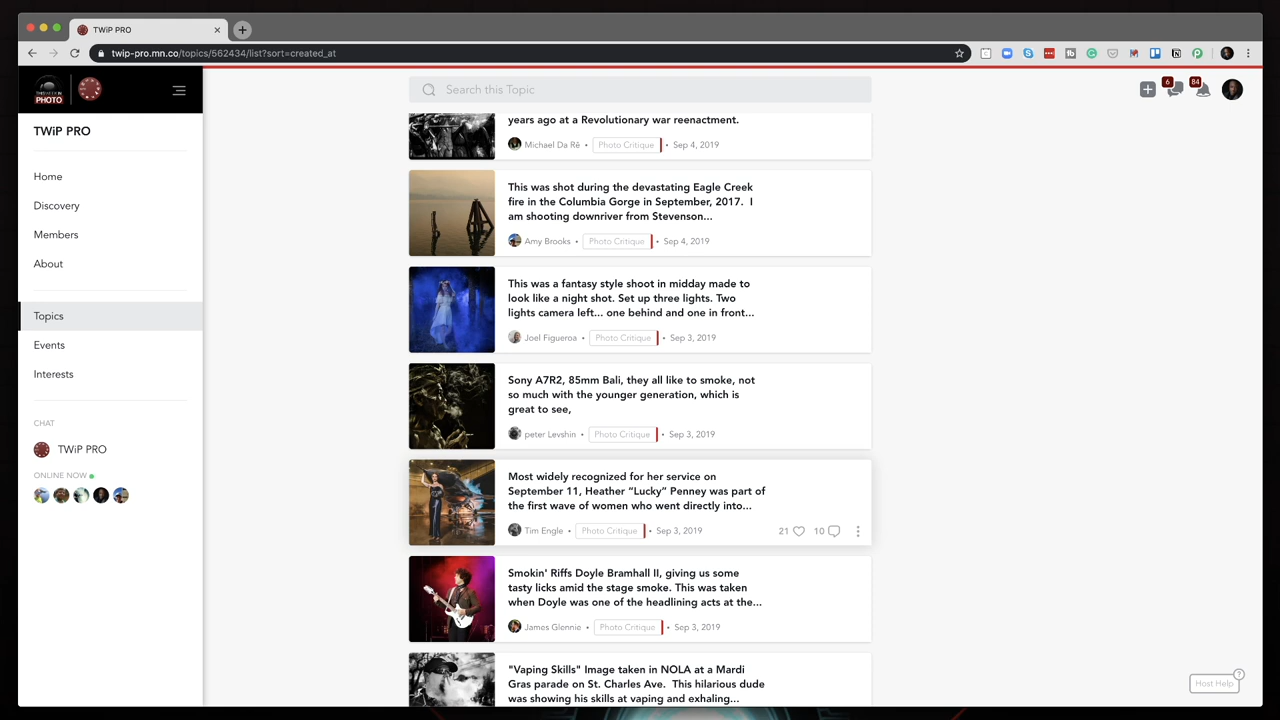 TWiP PRO
twip-pro.mn.co/topics/562434/list?sort=created_at
PHOTO
Search this Topic
6
84
TWiP PRO
Home
Discovery
Members
About
Topics
Events
Interests
CHAT
TWiP PRO
ONLINE NOW
years ago at a Revolutionary war reenactment.
Michael Da Rē • Photo Critique • Sep 4, 2019
This was shot during the devastating Eagle Creek
fire in the Columbia Gorge in September, 2017. I
am shooting downriver from Stevenson...
Amy Brooks • Photo Critique • Sep 4, 2019
This was a fantasy style shoot in midday made to
look like a night shot. Set up three lights. Two
lights camera left... one behind and one in front...
Joel Figueroa • Photo Critique • Sep 3, 2019
Sony A7R2, 85mm Bali, they all like to smoke, not
so much with the younger generation, which is
great to see,
peter Levshin • Photo Critique • Sep 3, 2019
Most widely recognized for her service on
September 11, Heather “Lucky” Penney was part of
the first wave of women who went directly into...
Tim Engle • Photo Critique • Sep 3, 2019 21 10
Smokin' Riffs Doyle Bramhall II, giving us some
tasty licks amid the stage smoke. This was taken
when Doyle was one of the headlining acts at the...
James Glennie • Photo Critique • Sep 3, 2019
"Vaping Skills" Image taken in NOLA at a Mardi
Gras parade on St. Charles Ave. This hilarious dude
was showing his skills at vaping and exhaling...
Host Help
?